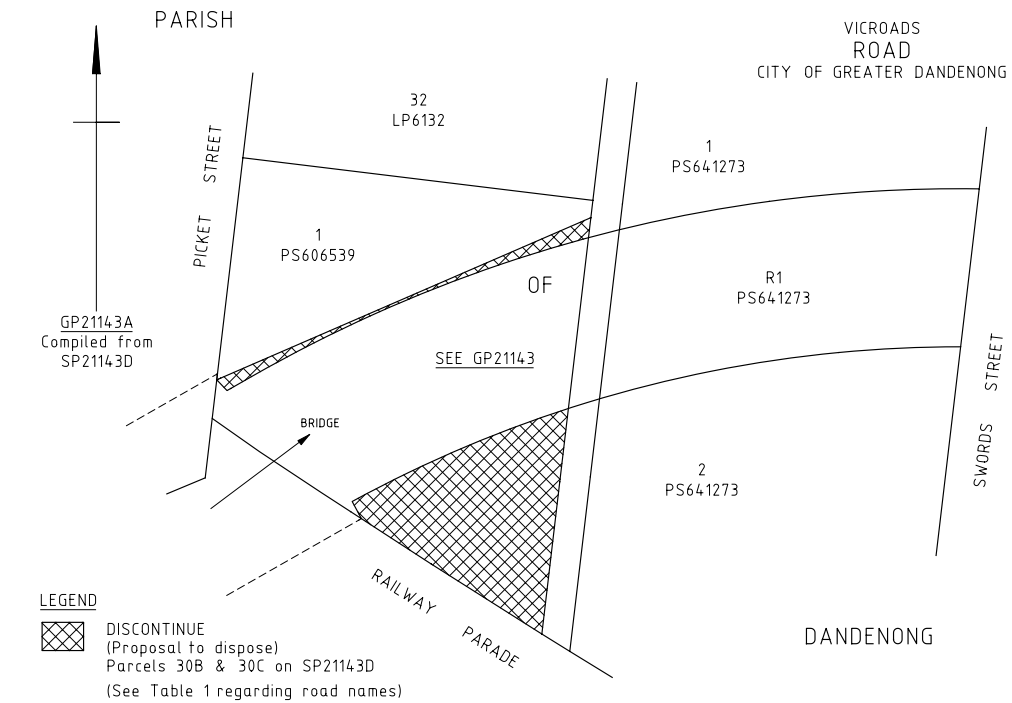 PARISH
VICROADS
ROAD
CITY OF GREATER DANDENONG
32
LP6132
1
PS641273
PICKET STREET
1
PS606539
OF
R1
PS641273
GP21143A
Compiled from
SP21143D
SEE GP21143
SWORDS STREET
BRIDGE
2
PS641273
RAILWAY PARADE
LEGEND
DISCONTINUE
(Proposal to dispose)
Parcels 30B & 30C on SP21143D
(See Table 1 regarding road names)
DANDENONG